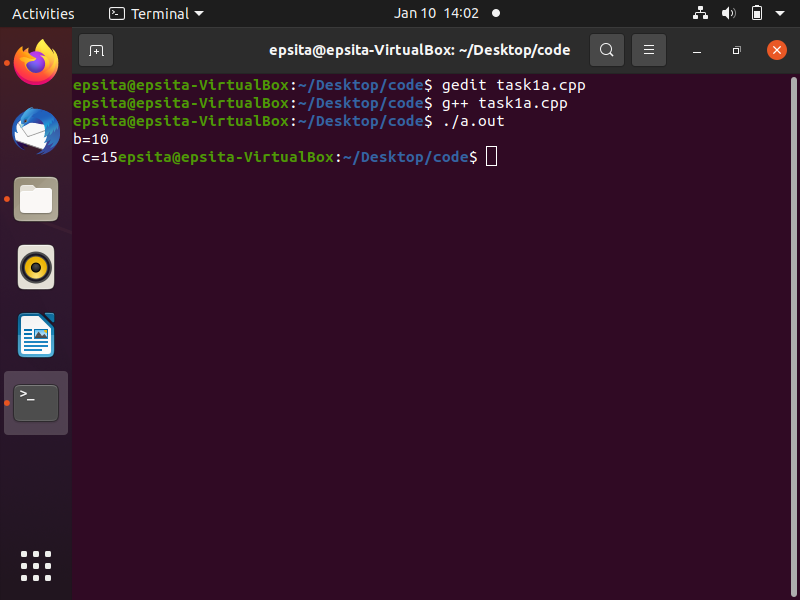 Activities Terminal Jan 10 14:02
epsita@epsita-VirtualBox: ~/Desktop/code
epsita@epsita-VirtualBox:~/Desktop/code$ gedit task1a.cpp
epsita@epsita-VirtualBox:~/Desktop/code$ g++ task1a.cpp
epsita@epsita-VirtualBox:~/Desktop/code$ ./a.out
b=10
 c=15epsita@epsita-VirtualBox:~/Desktop/code$
>_